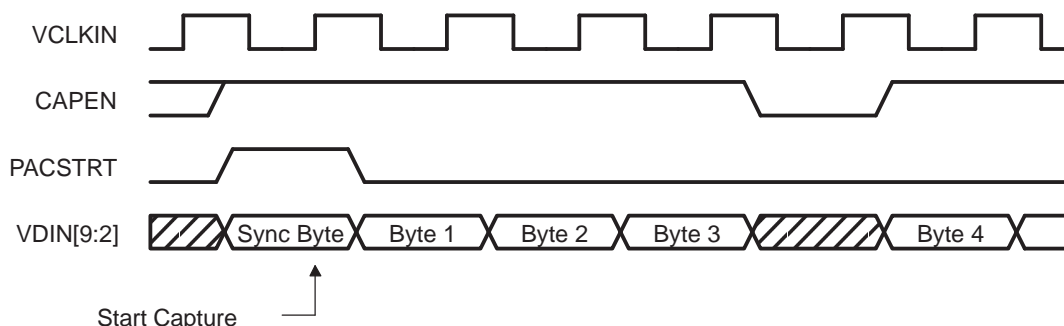 VCLKIN
CAPEN
PACSTRT
VDIN[9:2]
Sync Byte
Byte 1
Byte 2
Byte 3
Byte 4
Start Capture